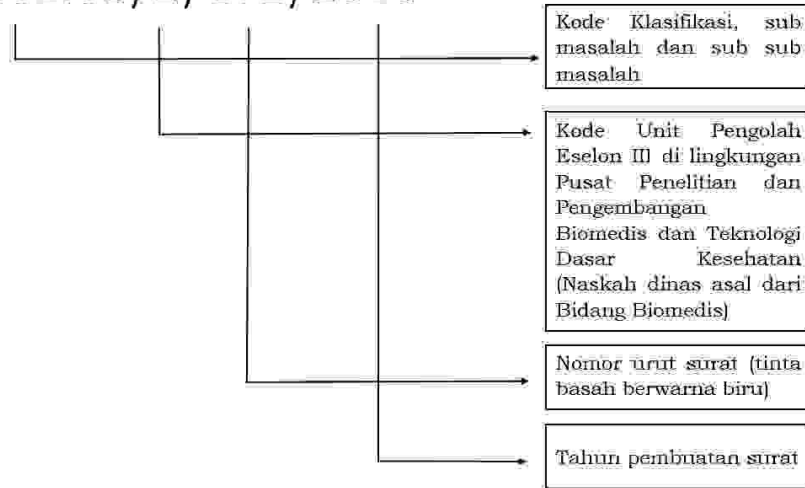 Kode Klasifikasi, sub
masalah dan sub sub
masalah
Kode Unit Pengolah
Eselon III di lingkungan
Pusat Penelitian dan
Pengembangan
Biomedis dan Teknologi
Dasar Kesehatan
(Naskah dinas asal dari
Bidang Biomedis)
Nomor urut surat (tinta
basah berwarna biru)
Tahun pembuatan surat